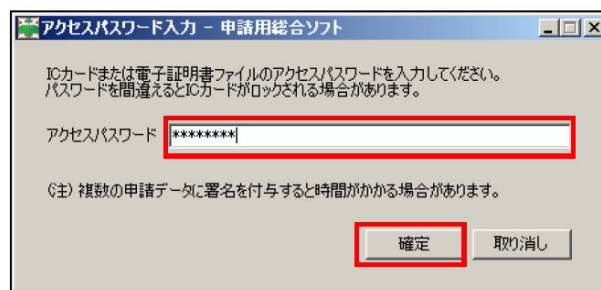 アクセスパスワード入力 - 申請用総合ソフト
ICカードまたは電子証明書ファイルのアクセスパスワードを入力してください。
パスワードを間違えるとICカードがロックされる場合があります。
アクセスパスワード ********
(注) 複数の申請データに署名を付与すると時間がかかる場合があります。
確定 取り消し